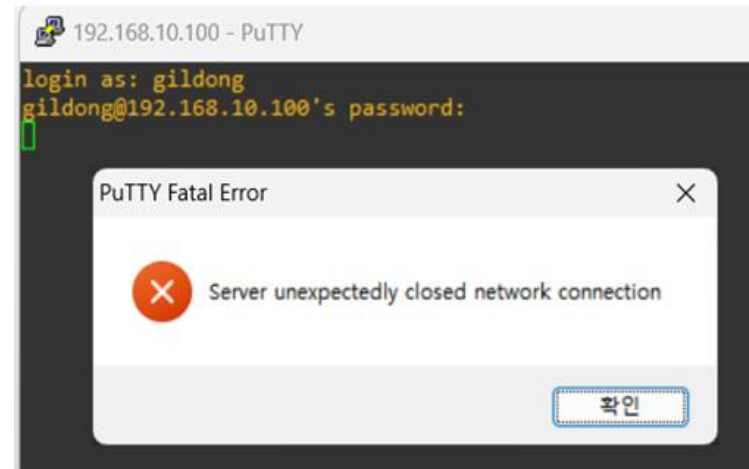 192.168.10.100 - PuTTY
login as: gildong
gildong@192.168.10.100's password:
PuTTY Fatal Error
Server unexpectedly closed network connection
확인